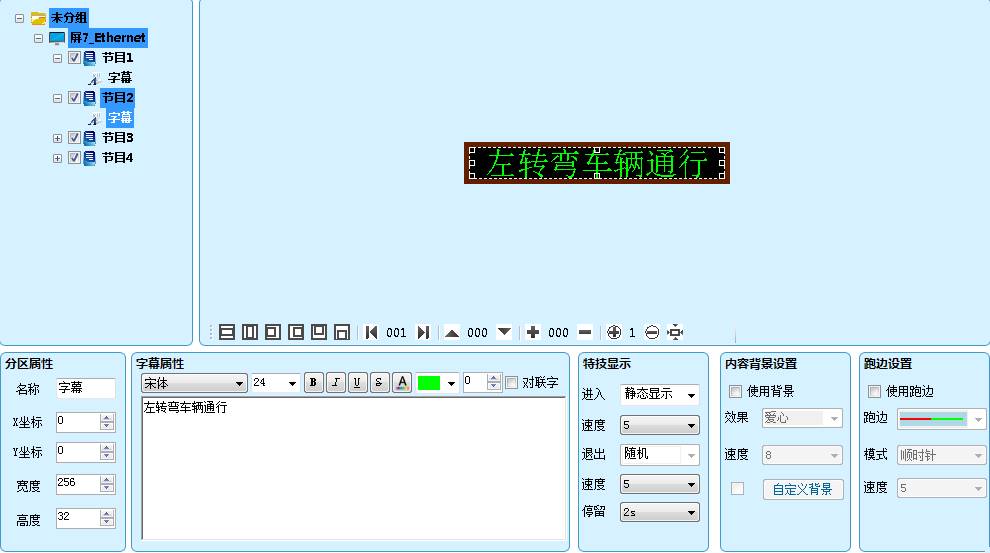 未分组
屏7_Ethernet
节目1
字幕
节目2
字幕
节目3
节目4
左转弯车辆通行
001 000 000 1
分区属性
名称 字幕
X坐标 0
Y坐标 0
宽度 256
高度 32
字幕属性
宋体 24 B I U S A 0 对联字
左转弯车辆通行
特技显示
进入 静态显示
速度 5
退出 随机
速度 5
停留 2s
内容背景设置
使用背景
效果 爱心
速度 8
自定义背景
跑边设置
使用跑边
跑边
模式 顺时针
速度 5